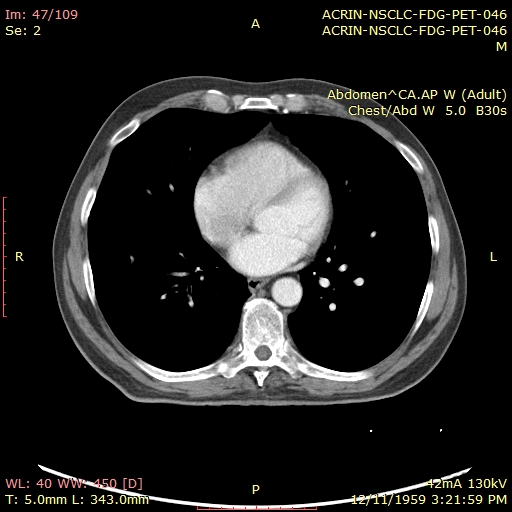 Im: 47/109
Se: 2
A
ACRIN-NSCLC-FDG-PET-046
ACRIN-NSCLC-FDG-PET-046
M
Abdomen^CA.AP W (Adult)
Chest/Abd W 5.0 B30s
R
L
WL: 40 WW: 450 [D]
T: 5.0mm L: 343.0mm
P
42mA 130kV
12/11/1959 3:21:59 PM